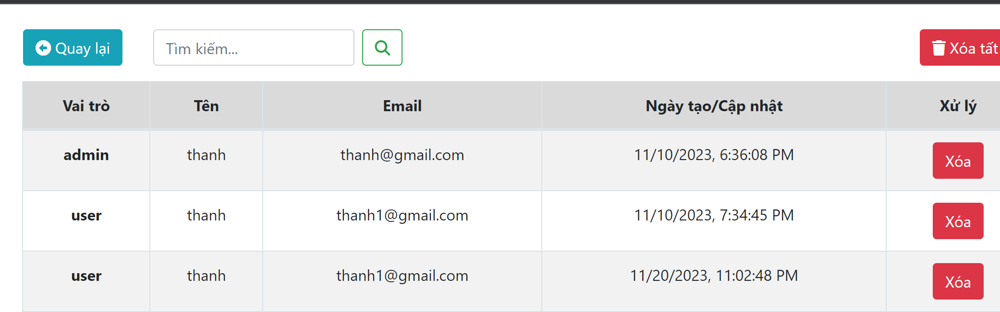 Quay lại Tìm kiếm... Xóa tất
Vai trò Tên Email Ngày tạo/Cập nhật Xử lý
admin thanh thanh@gmail.com 11/10/2023, 6:36:08 PM Xóa
user thanh thanh1@gmail.com 11/10/2023, 7:34:45 PM Xóa
user thanh thanh1@gmail.com 11/20/2023, 11:02:48 PM Xóa